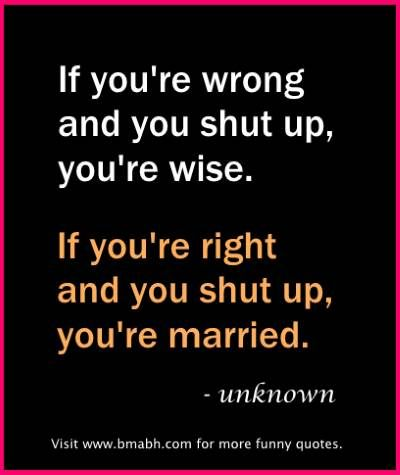 If you're wrong
and you shut up,
you're wise.
If you're right
and you shut up,
you're married.
- unknown
Visit www.bmabh.com for more funny quotes.